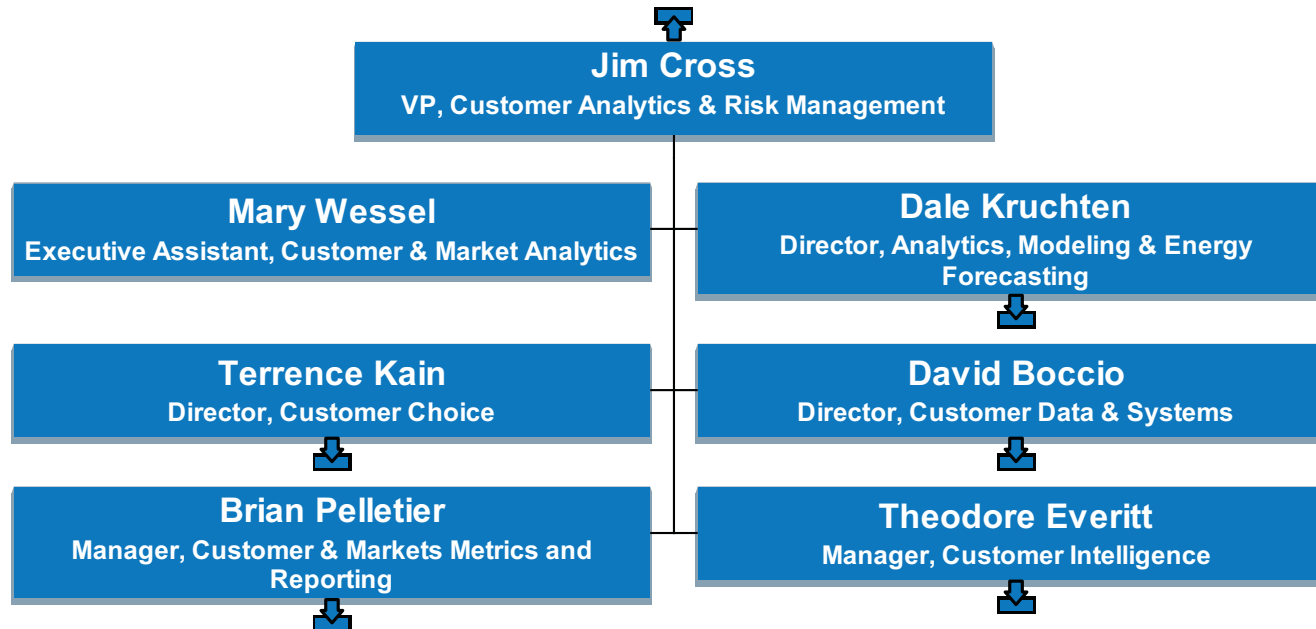 Jim Cross
VP, Customer Analytics & Risk Management
Mary Wessel
Executive Assistant, Customer & Market Analytics
Dale Kruchten
Director, Analytics, Modeling & Energy
Forecasting
Terrence Kain
Director, Customer Choice
David Boccio
Director, Customer Data & Systems
Brian Pelletier
Manager, Customer & Markets Metrics and
Reporting
Theodore Everitt
Manager, Customer Intelligence